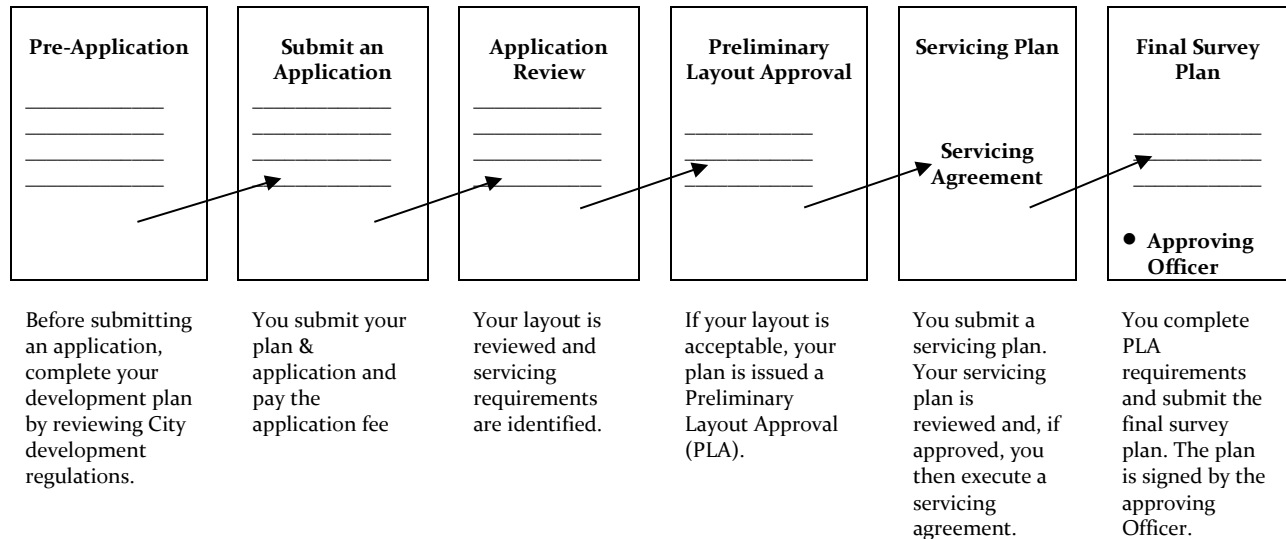 Pre-Application
Submit an
Application
Application
Review
Preliminary
Layout Approval
Servicing Plan
Servicing
Agreement
Final Survey
Plan
• Approving
Officer
Before submitting
an application,
complete your
development plan
by reviewing City
development
regulations.
You submit your
plan &
application and
pay the
application fee
Your layout is
reviewed and
servicing
requirements
are identified.
If your layout is
acceptable, your
plan is issued a
Preliminary
Layout Approval
(PLA).
You submit a
servicing plan.
Your servicing
plan is
reviewed and, if
approved, you
then execute a
servicing
agreement.
You complete
PLA
requirements
and submit the
final survey
plan. The plan
is signed by the
approving
Officer.